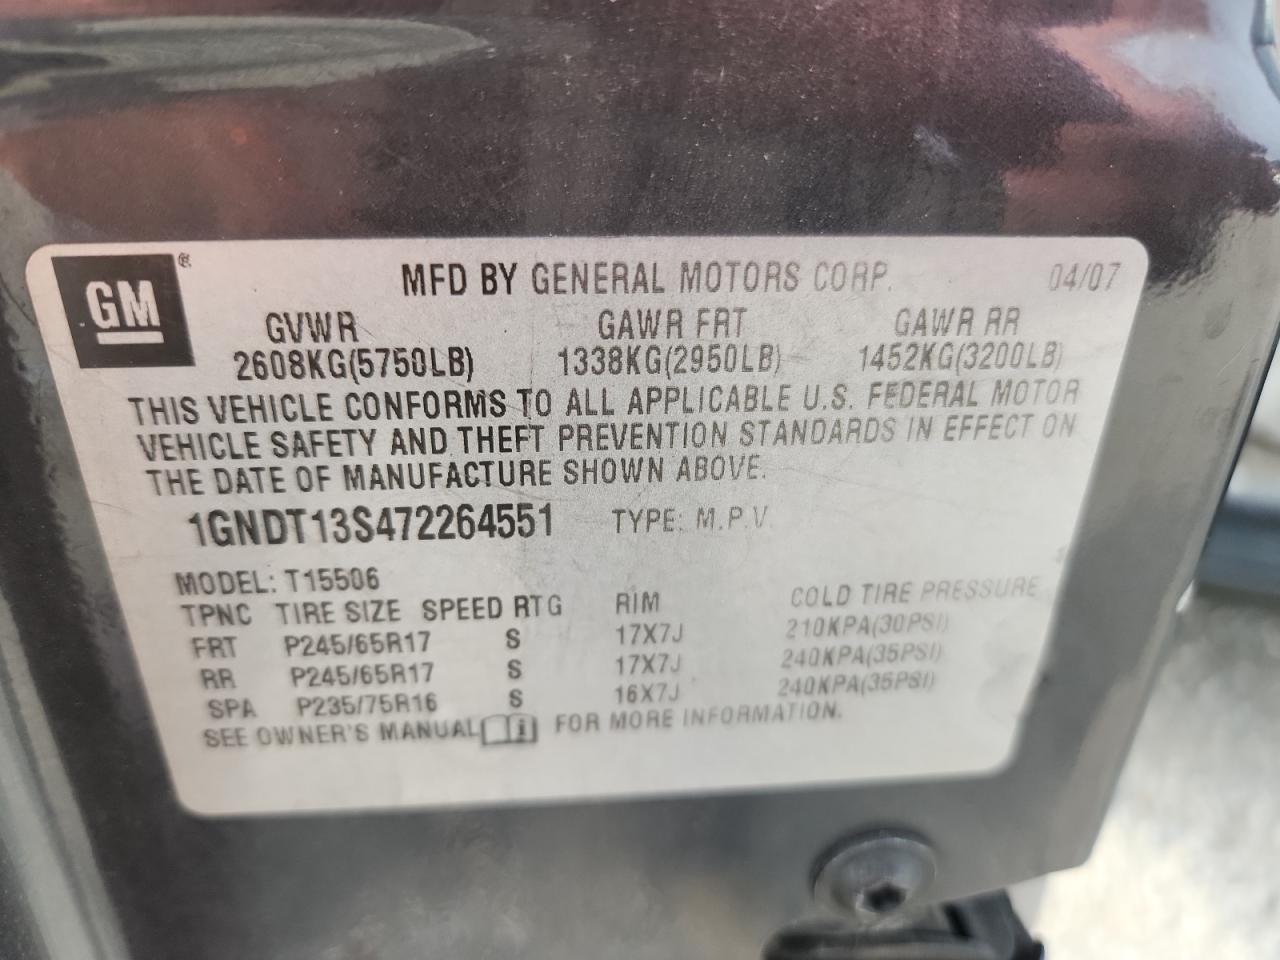 GM ®
MFD BY GENERAL MOTORS CORP. 04/07
GVWR GAWR FRT GAWR RR
2608KG(5750LB) 1338KG(2950LB) 1452KG(3200LB)
THIS VEHICLE CONFORMS TO ALL APPLICABLE U.S. FEDERAL MOTOR
VEHICLE SAFETY AND THEFT PREVENTION STANDARDS IN EFFECT ON
THE DATE OF MANUFACTURE SHOWN ABOVE.
1GNDT13S472264551 TYPE: M.P.V.
MODEL: T15506
TPNC TIRE SIZE SPEED RTG RIM COLD TIRE PRESSURE
FRT P245/65R17 S 17X7J 210KPA(30PSI)
RR P245/65R17 S 17X7J 240KPA(35PSI)
SPA P235/75R16 S 16X7J 240KPA(35PSI)
SEE OWNER'S MANUAL FOR MORE INFORMATION.